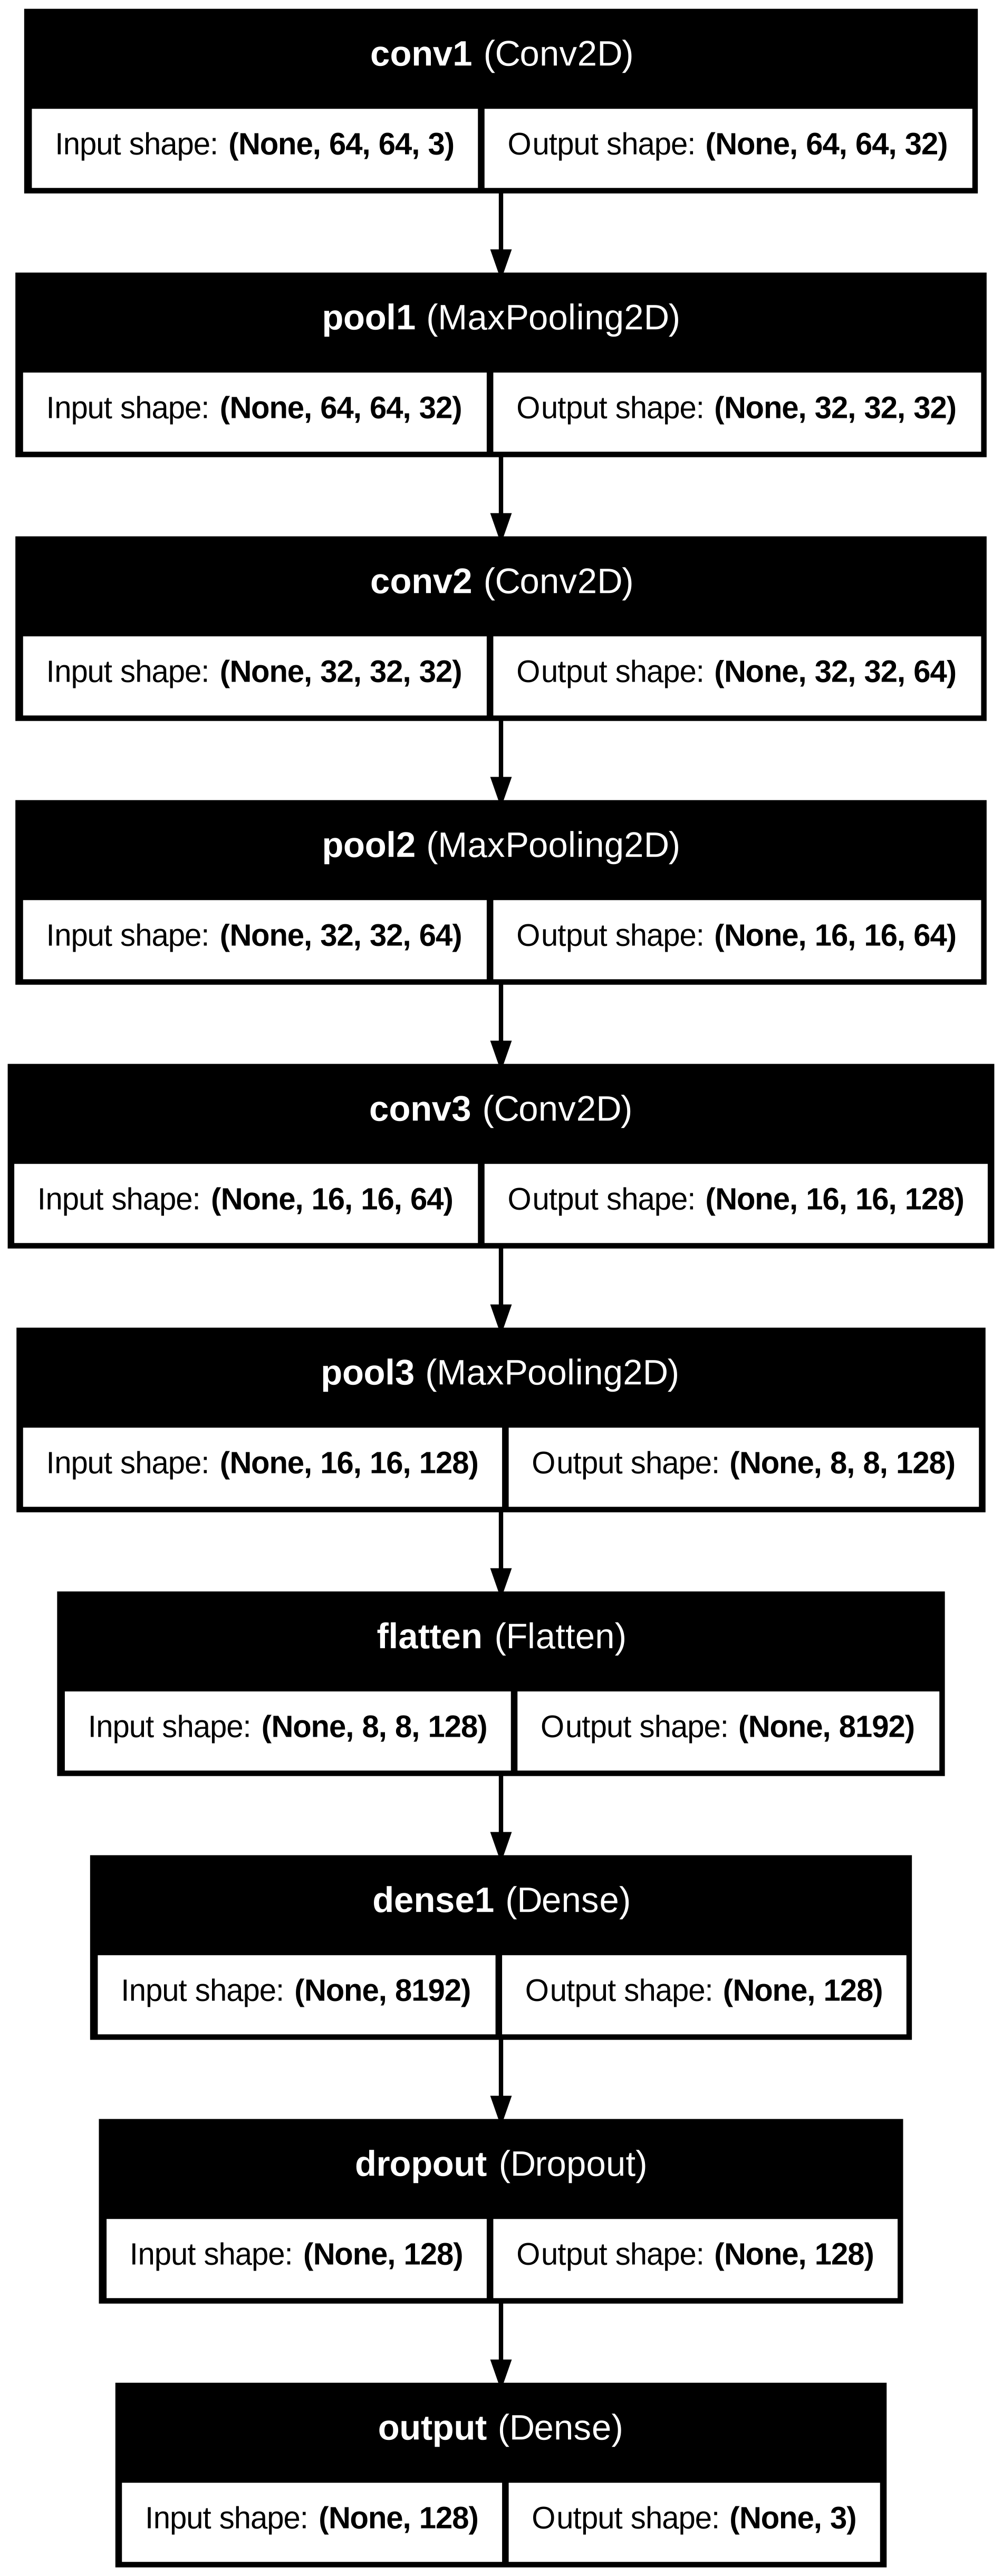 conv1 (Conv2D)
Input shape: (None, 64, 64, 3) Output shape: (None, 64, 64, 32)
pool1 (MaxPooling2D)
Input shape: (None, 64, 64, 32) Output shape: (None, 32, 32, 32)
conv2 (Conv2D)
Input shape: (None, 32, 32, 32) Output shape: (None, 32, 32, 64)
pool2 (MaxPooling2D)
Input shape: (None, 32, 32, 64) Output shape: (None, 16, 16, 64)
conv3 (Conv2D)
Input shape: (None, 16, 16, 64) Output shape: (None, 16, 16, 128)
pool3 (MaxPooling2D)
Input shape: (None, 16, 16, 128) Output shape: (None, 8, 8, 128)
flatten (Flatten)
Input shape: (None, 8, 8, 128) Output shape: (None, 8192)
dense1 (Dense)
Input shape: (None, 8192) Output shape: (None, 128)
dropout (Dropout)
Input shape: (None, 128) Output shape: (None, 128)
output (Dense)
Input shape: (None, 128) Output shape: (None, 3)